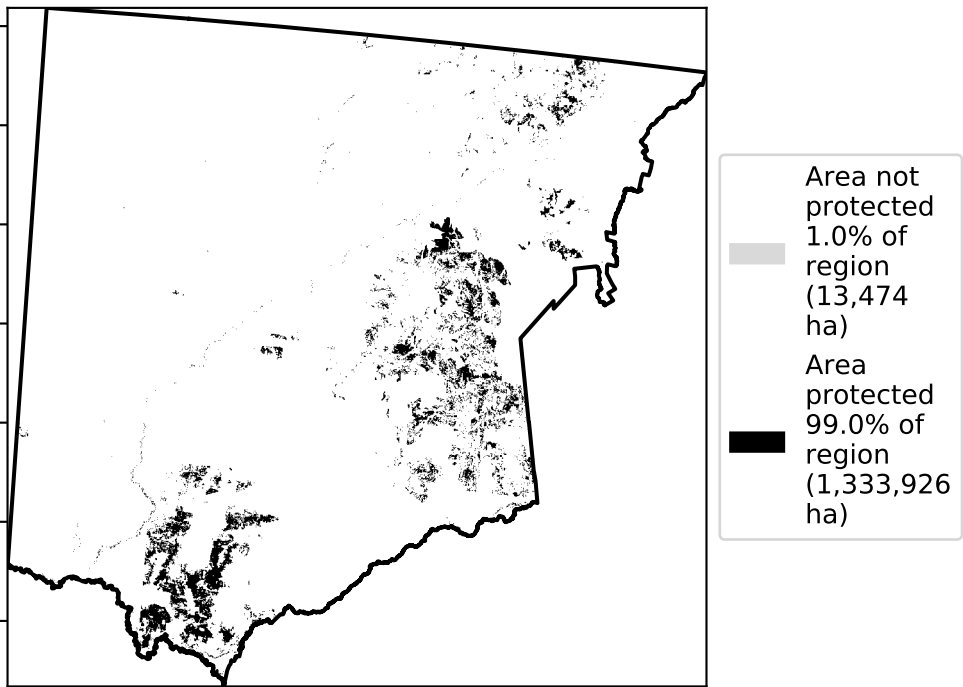 Area not
protected
1.0% of
region
(13,474
ha)
Area
protected
99.0% of
region
(1,333,926
ha)